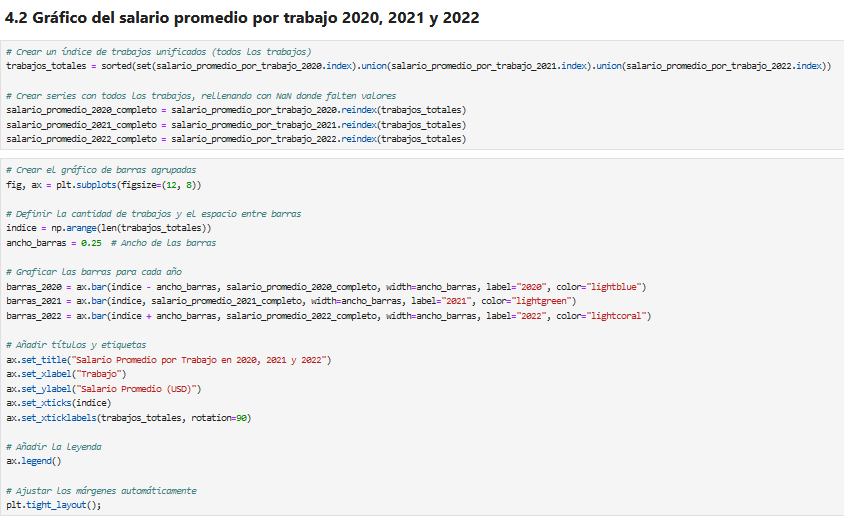 4.2 Gráfico del salario promedio por trabajo 2020, 2021 y 2022
# Crear un índice de trabajos unificados (todos los trabajos)
trabajos_totales = sorted(set(salario_promedio_por_trabajo_2020.index).union(salario_promedio_por_trabajo_2021.index).union(salario_promedio_por_trabajo_2022.index))
# Crear series con todos los trabajos, rellenando con NaN donde falten valores
salario_promedio_2020_completo = salario_promedio_por_trabajo_2020.reindex(trabajos_totales)
salario_promedio_2021_completo = salario_promedio_por_trabajo_2021.reindex(trabajos_totales)
salario_promedio_2022_completo = salario_promedio_por_trabajo_2022.reindex(trabajos_totales)
# Crear el gráfico de barras agrupadas
fig, ax = plt.subplots(figsize=(12, 8))
# Definir la cantidad de trabajos y el espacio entre barras
indice = np.arange(len(trabajos_totales))
ancho_barras = 0.25  # Ancho de las barras
# Graficar las barras para cada año
barras_2020 = ax.bar(indice - ancho_barras, salario_promedio_2020_completo, width=ancho_barras, label="2020", color="lightblue")
barras_2021 = ax.bar(indice, salario_promedio_2021_completo, width=ancho_barras, label="2021", color="lightgreen")
barras_2022 = ax.bar(indice + ancho_barras, salario_promedio_2022_completo, width=ancho_barras, label="2022", color="lightcoral")
# Añadir títulos y etiquetas
ax.set_title("Salario Promedio por Trabajo en 2020, 2021 y 2022")
ax.set_xlabel("Trabajo")
ax.set_ylabel("Salario Promedio (USD)")
ax.set_xticks(indice)
ax.set_xticklabels(trabajos_totales, rotation=90)
# Añadir la leyenda
ax.legend()
# Ajustar los márgenes automáticamente
plt.tight_layout();